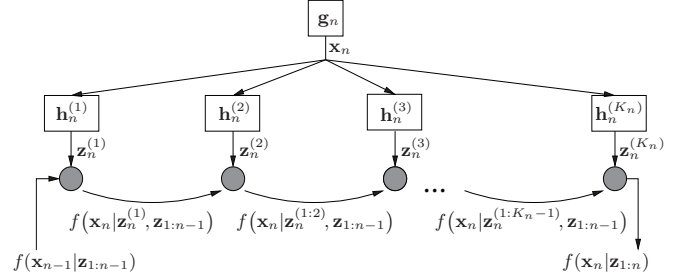 g_n
x_n
h_n^{(1)} h_n^{(2)} h_n^{(3)} h_n^{(K_n)}
z_n^{(1)} z_n^{(2)} z_n^{(3)} z_n^{(K_n)}
...
f(x_n|z_n^{(1)}, z_{1:n-1}) f(x_n|z_n^{(1:2)}, z_{1:n-1}) f(x_n|z_n^{(1:K_n-1)}, z_{1:n-1})
f(x_{n-1}|z_{1:n-1}) f(x_n|z_{1:n})